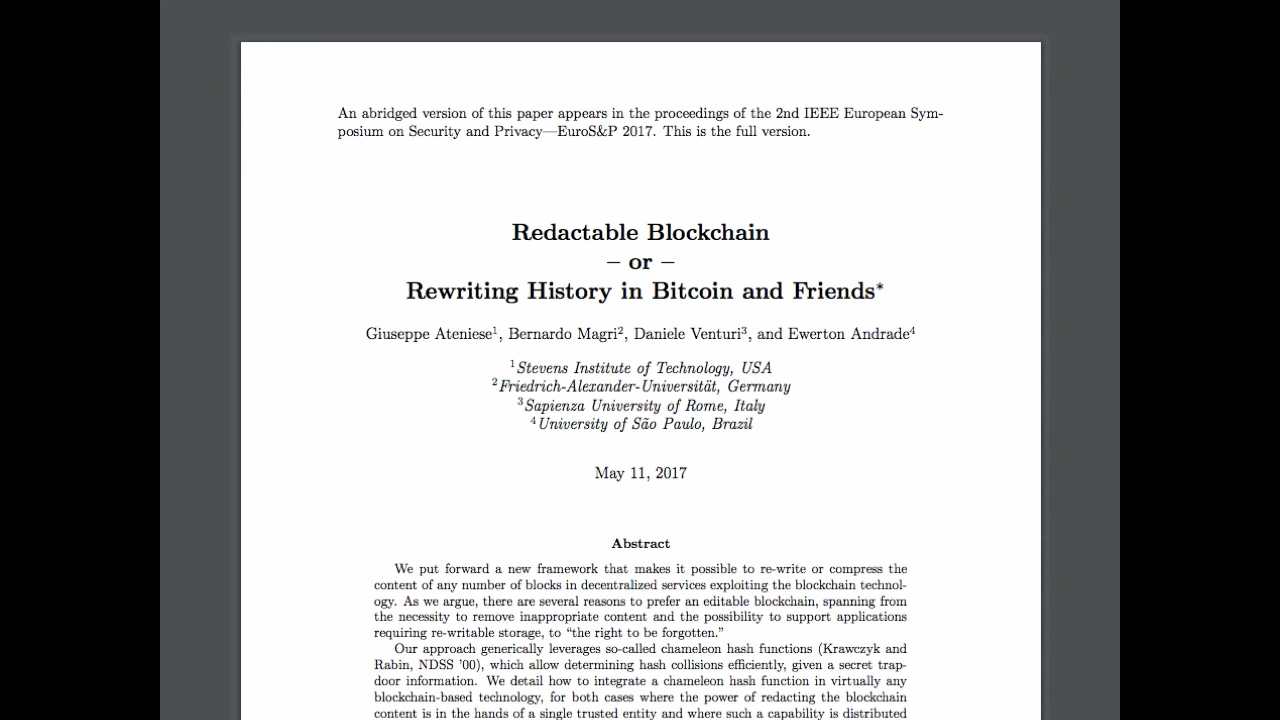 An abridged version of this paper appears in the proceedings of the 2nd IEEE European Sym-
posium on Security and Privacy—EuroS&P 2017. This is the full version.
Redactable Blockchain
– or –
Rewriting History in Bitcoin and Friends*
Giuseppe Ateniese¹, Bernardo Magri², Daniele Venturi³, and Ewerton Andrade⁴
¹Stevens Institute of Technology, USA
²Friedrich-Alexander-Universität, Germany
³Sapienza University of Rome, Italy
⁴University of São Paulo, Brazil
May 11, 2017
Abstract
We put forward a new framework that makes it possible to re-write or compress the
content of any number of blocks in decentralized services exploiting the blockchain technol-
ogy. As we argue, there are several reasons to prefer an editable blockchain, spanning from
the necessity to remove inappropriate content and the possibility to support applications
requiring re-writable storage, to “the right to be forgotten.”
Our approach generically leverages so-called chameleon hash functions (Krawczyk and
Rabin, NDSS ’00), which allow determining hash collisions efficiently, given a secret trap-
door information. We detail how to integrate a chameleon hash function in virtually any
blockchain-based technology, for both cases where the power of redacting the blockchain
content is in the hands of a single trusted entity and where such a capability is distributed